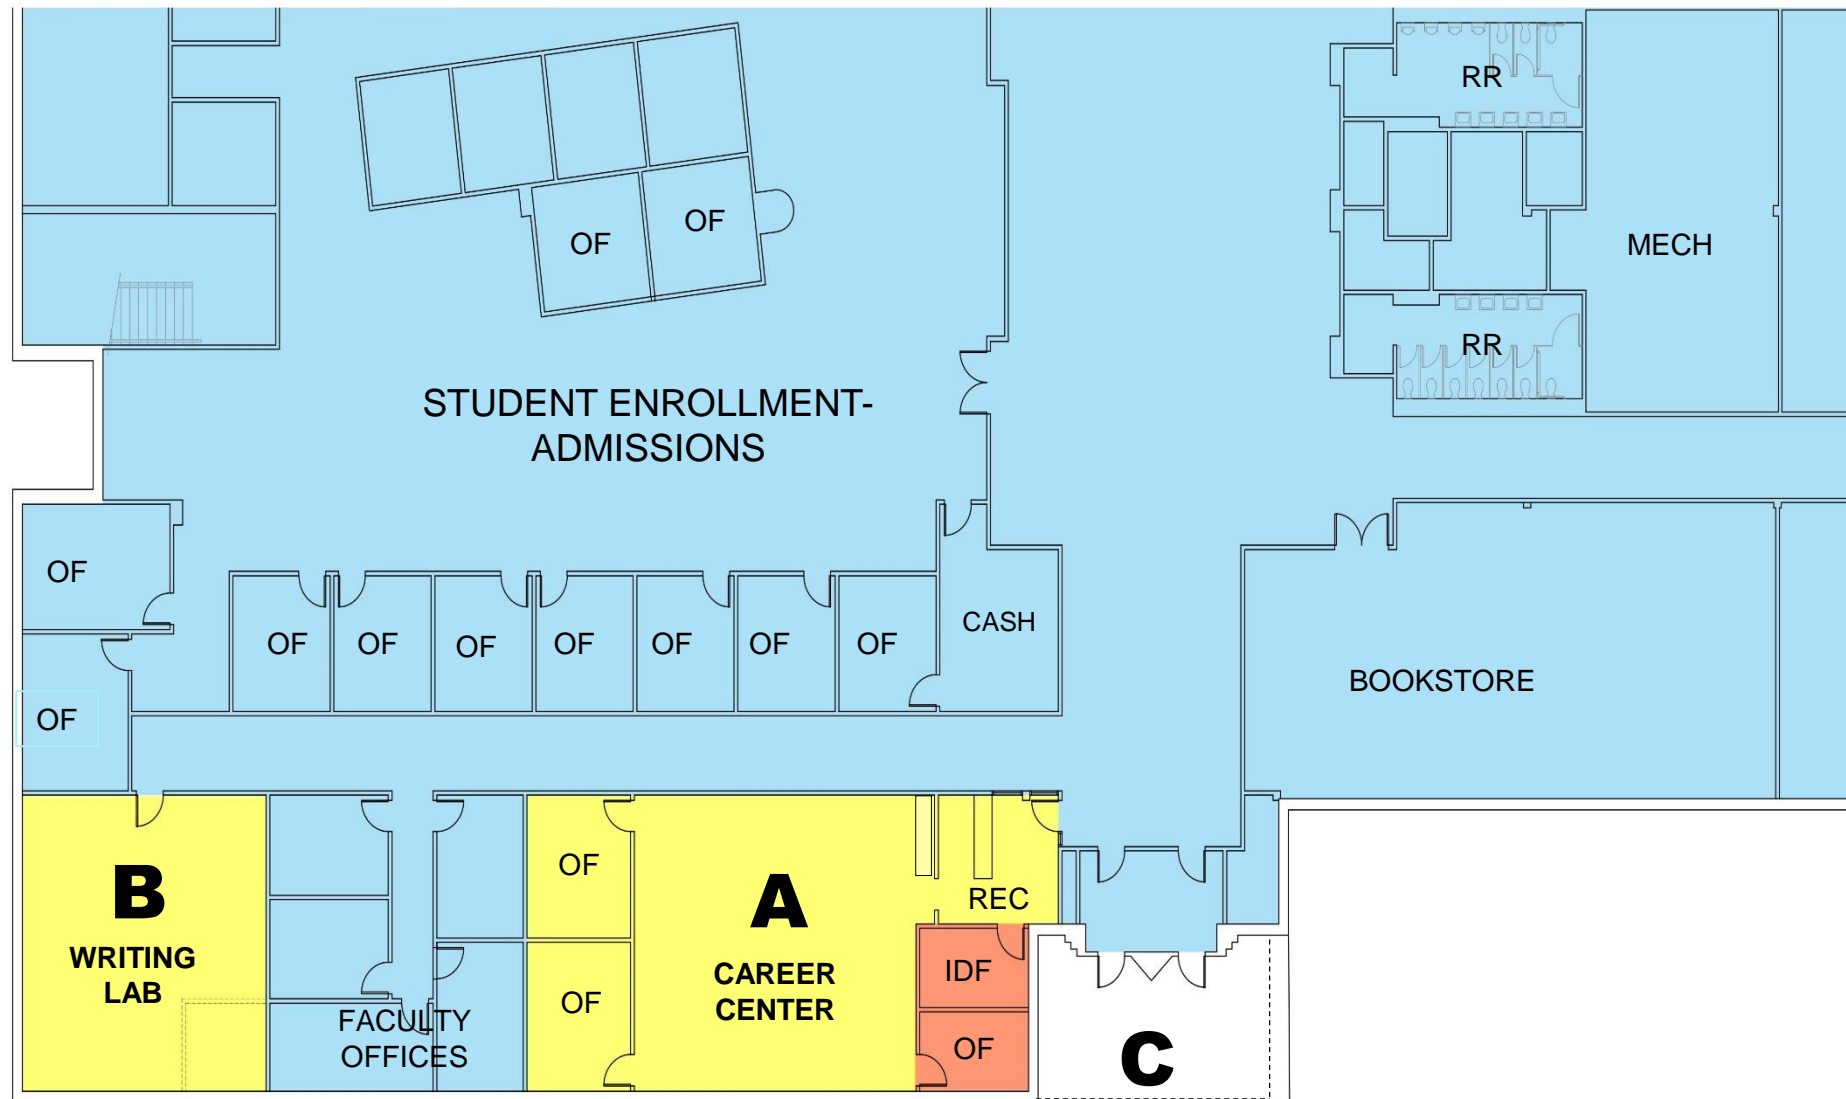 RR
OF
OF
MECH
RR
STUDENT ENROLLMENT-
ADMISSIONS
OF
OF
OF
OF
OF
OF
OF
OF
CASH
OF
BOOKSTORE
B
WRITING
LAB
FACULTY
OFFICES
OF
OF
A
CAREER
CENTER
REC
IDF
OF
C